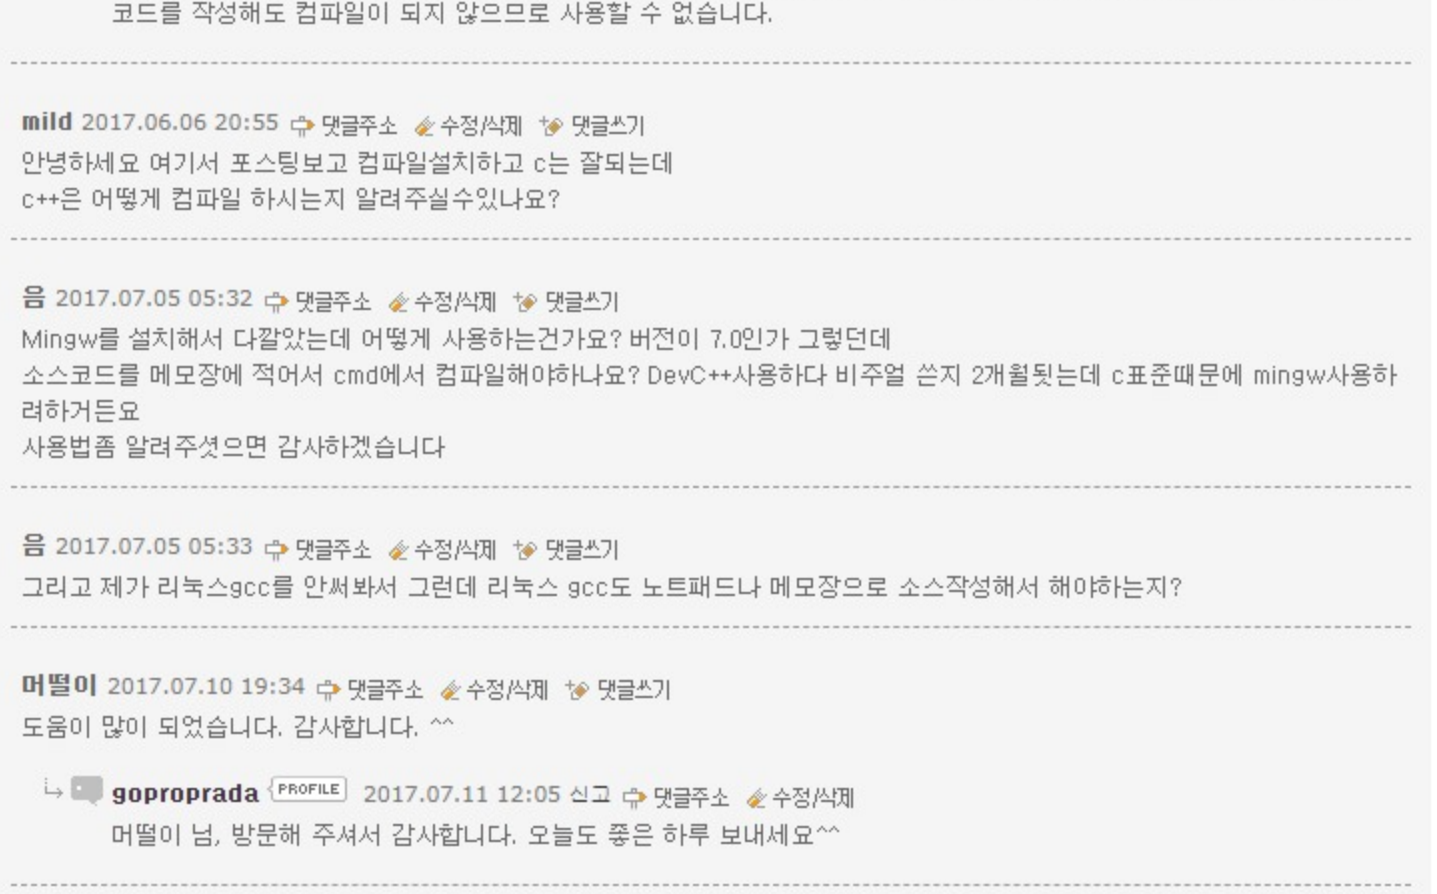 코드를 작성해도 컴파일이 되지 않으므로 사용할 수 없습니다.
mild 2017.06.06 20:55 댓글주소 수정/삭제 댓글쓰기
안녕하세요 여기서 포스팅보고 컴파일설치하고 c는 잘되는데
c++은 어떻게 컴파일 하시는지 알려주실수있나요?
음 2017.07.05 05:32 댓글주소 수정/삭제 댓글쓰기
Mingw를 설치해서 다깔았는데 어떻게 사용하는건가요? 버전이 7.0인가 그렇던데
소스코드를 메모장에 적어서 cmd에서 컴파일해야하나요? DevC++사용하다 비주얼 쓴지 2개월됫는데 c표준때문에 mingw사용하
려하거든요
사용법좀 알려주셧으면 감사하겠습니다
음 2017.07.05 05:33 댓글주소 수정/삭제 댓글쓰기
그리고 제가 리눅스gcc를 안써봐서 그런데 리눅스 gcc도 노트패드나 메모장으로 소스작성해서 해야하는지?
머떨이 2017.07.10 19:34 댓글주소 수정/삭제 댓글쓰기
도움이 많이 되었습니다. 감사합니다. ^^
goproprada PROFILE 2017.07.11 12:05 신고 댓글주소 수정/삭제
머떨이 님, 방문해 주셔서 감사합니다. 오늘도 좋은 하루 보내세요^^